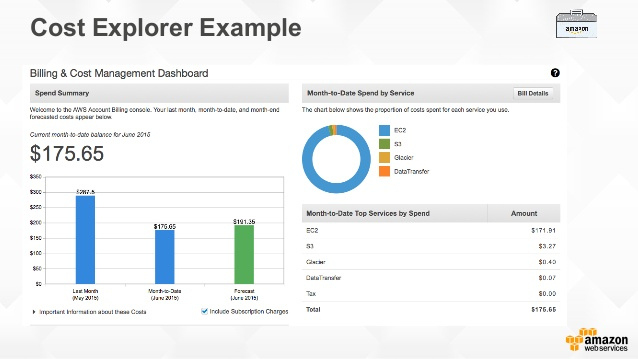 Cost Explorer Example
amazon
Billing & Cost Management Dashboard
Spend Summary
Welcome to the AWS Account Billing console. Your last month, month-to-date, and month-end
forecasted costs appear below.
Current month-to-date balance for June 2015
$175.65
$350
$300
$250
$200
$150
$100
$50
$0
$287.5
$175.65
$191.35
Last Month
(May 2015)
Month-to-Date
(June 2015)
Forecast
(June 2015)
Important Information about these Costs
Include Subscription Charges
Month-to-Date Spend by Service
Bill Details
The chart below shows the proportion of costs spent for each service you use.
EC2
S3
Glacier
DataTransfer
Month-to-Date Top Services by Spend Amount
EC2 $171.91
S3 $3.27
Glacier $0.40
DataTransfer $0.07
Tax $0.00
Total $175.65
amazon
web services